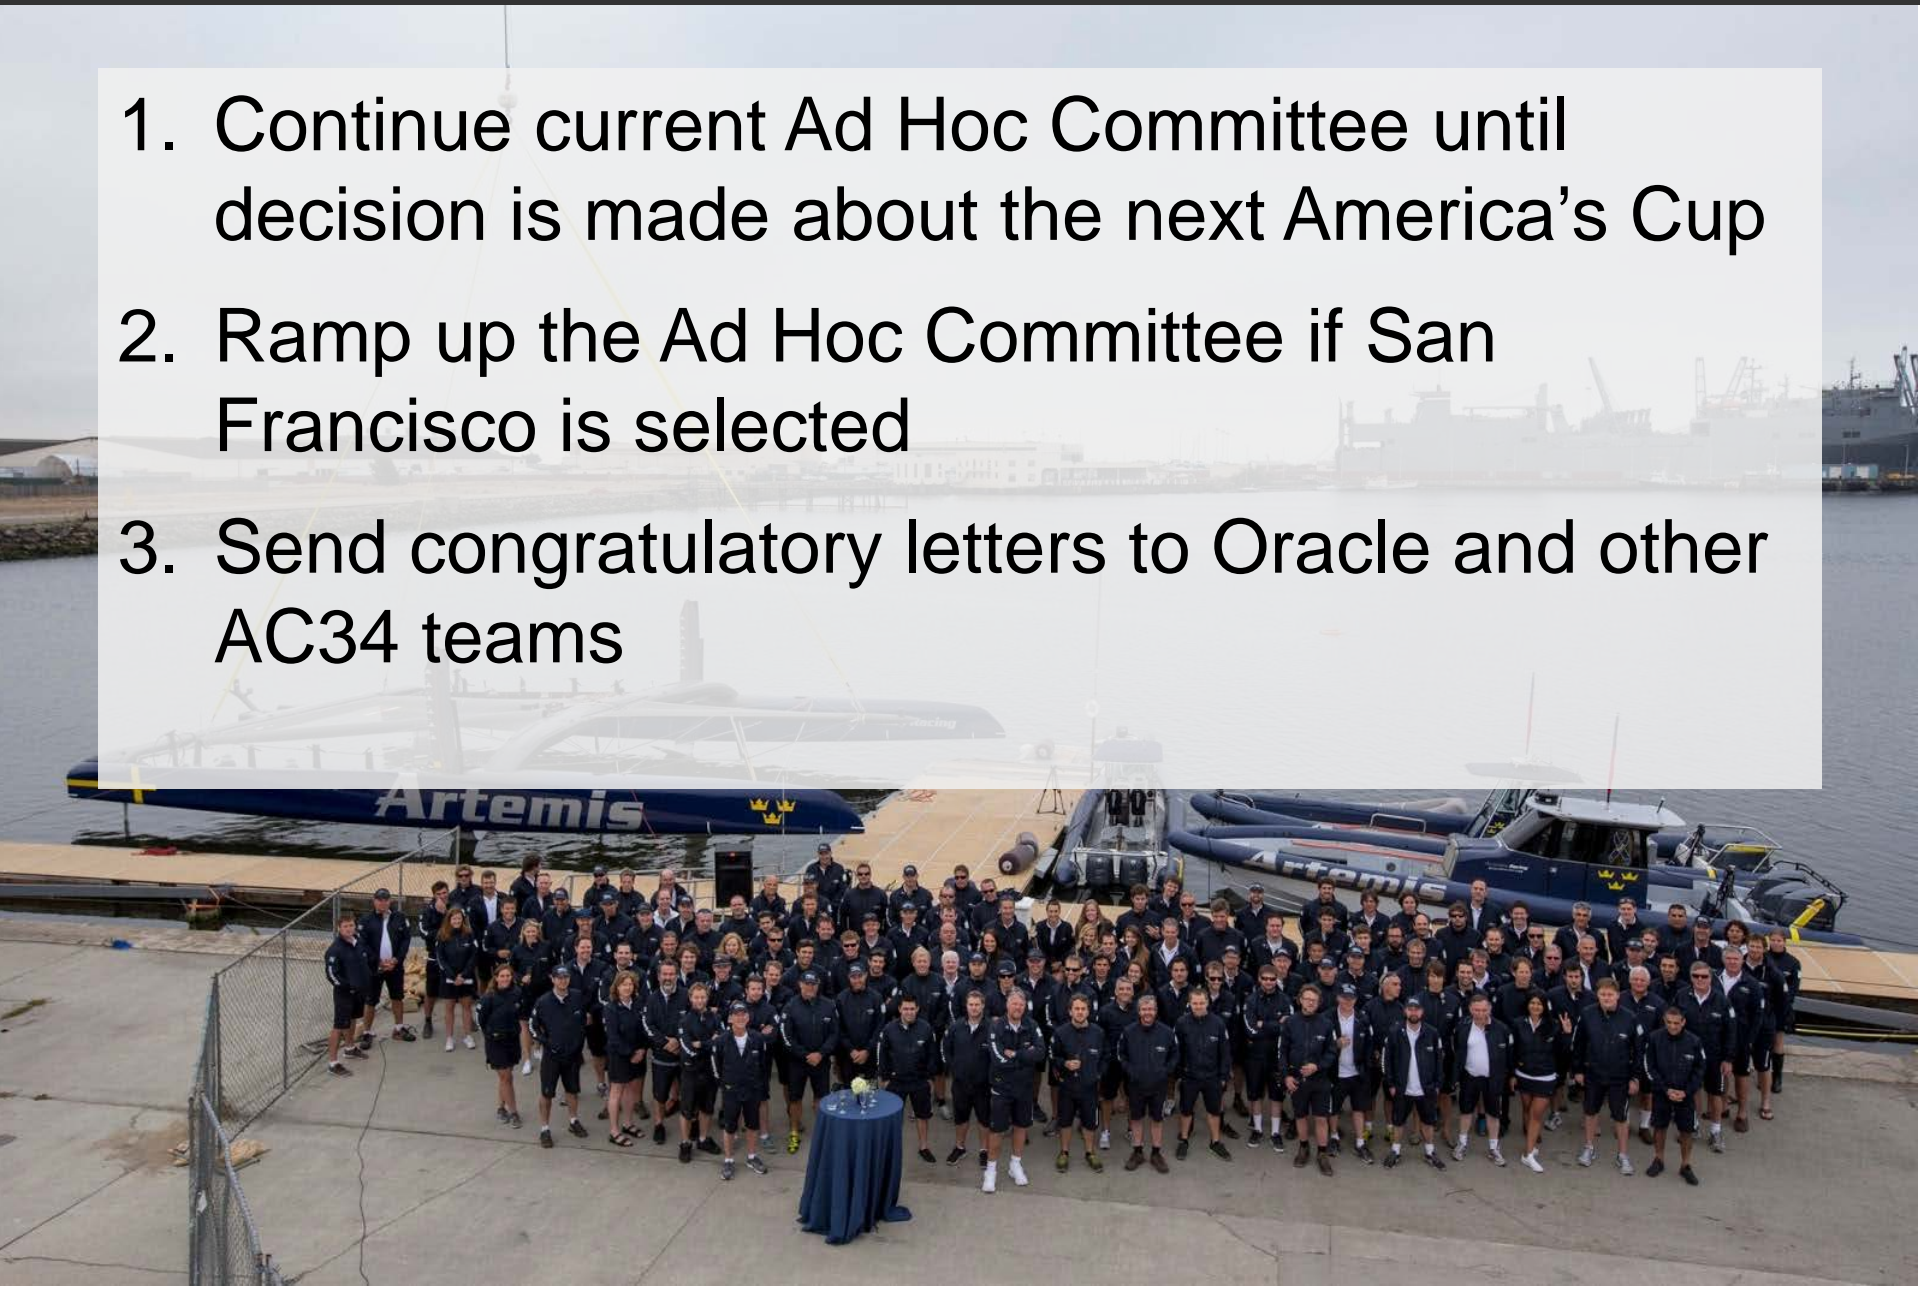 1. Continue current Ad Hoc Committee until
decision is made about the next America’s Cup
2. Ramp up the Ad Hoc Committee if San
Francisco is selected
3. Send congratulatory letters to Oracle and other
AC34 teams
Racing
Artemis
Artemis